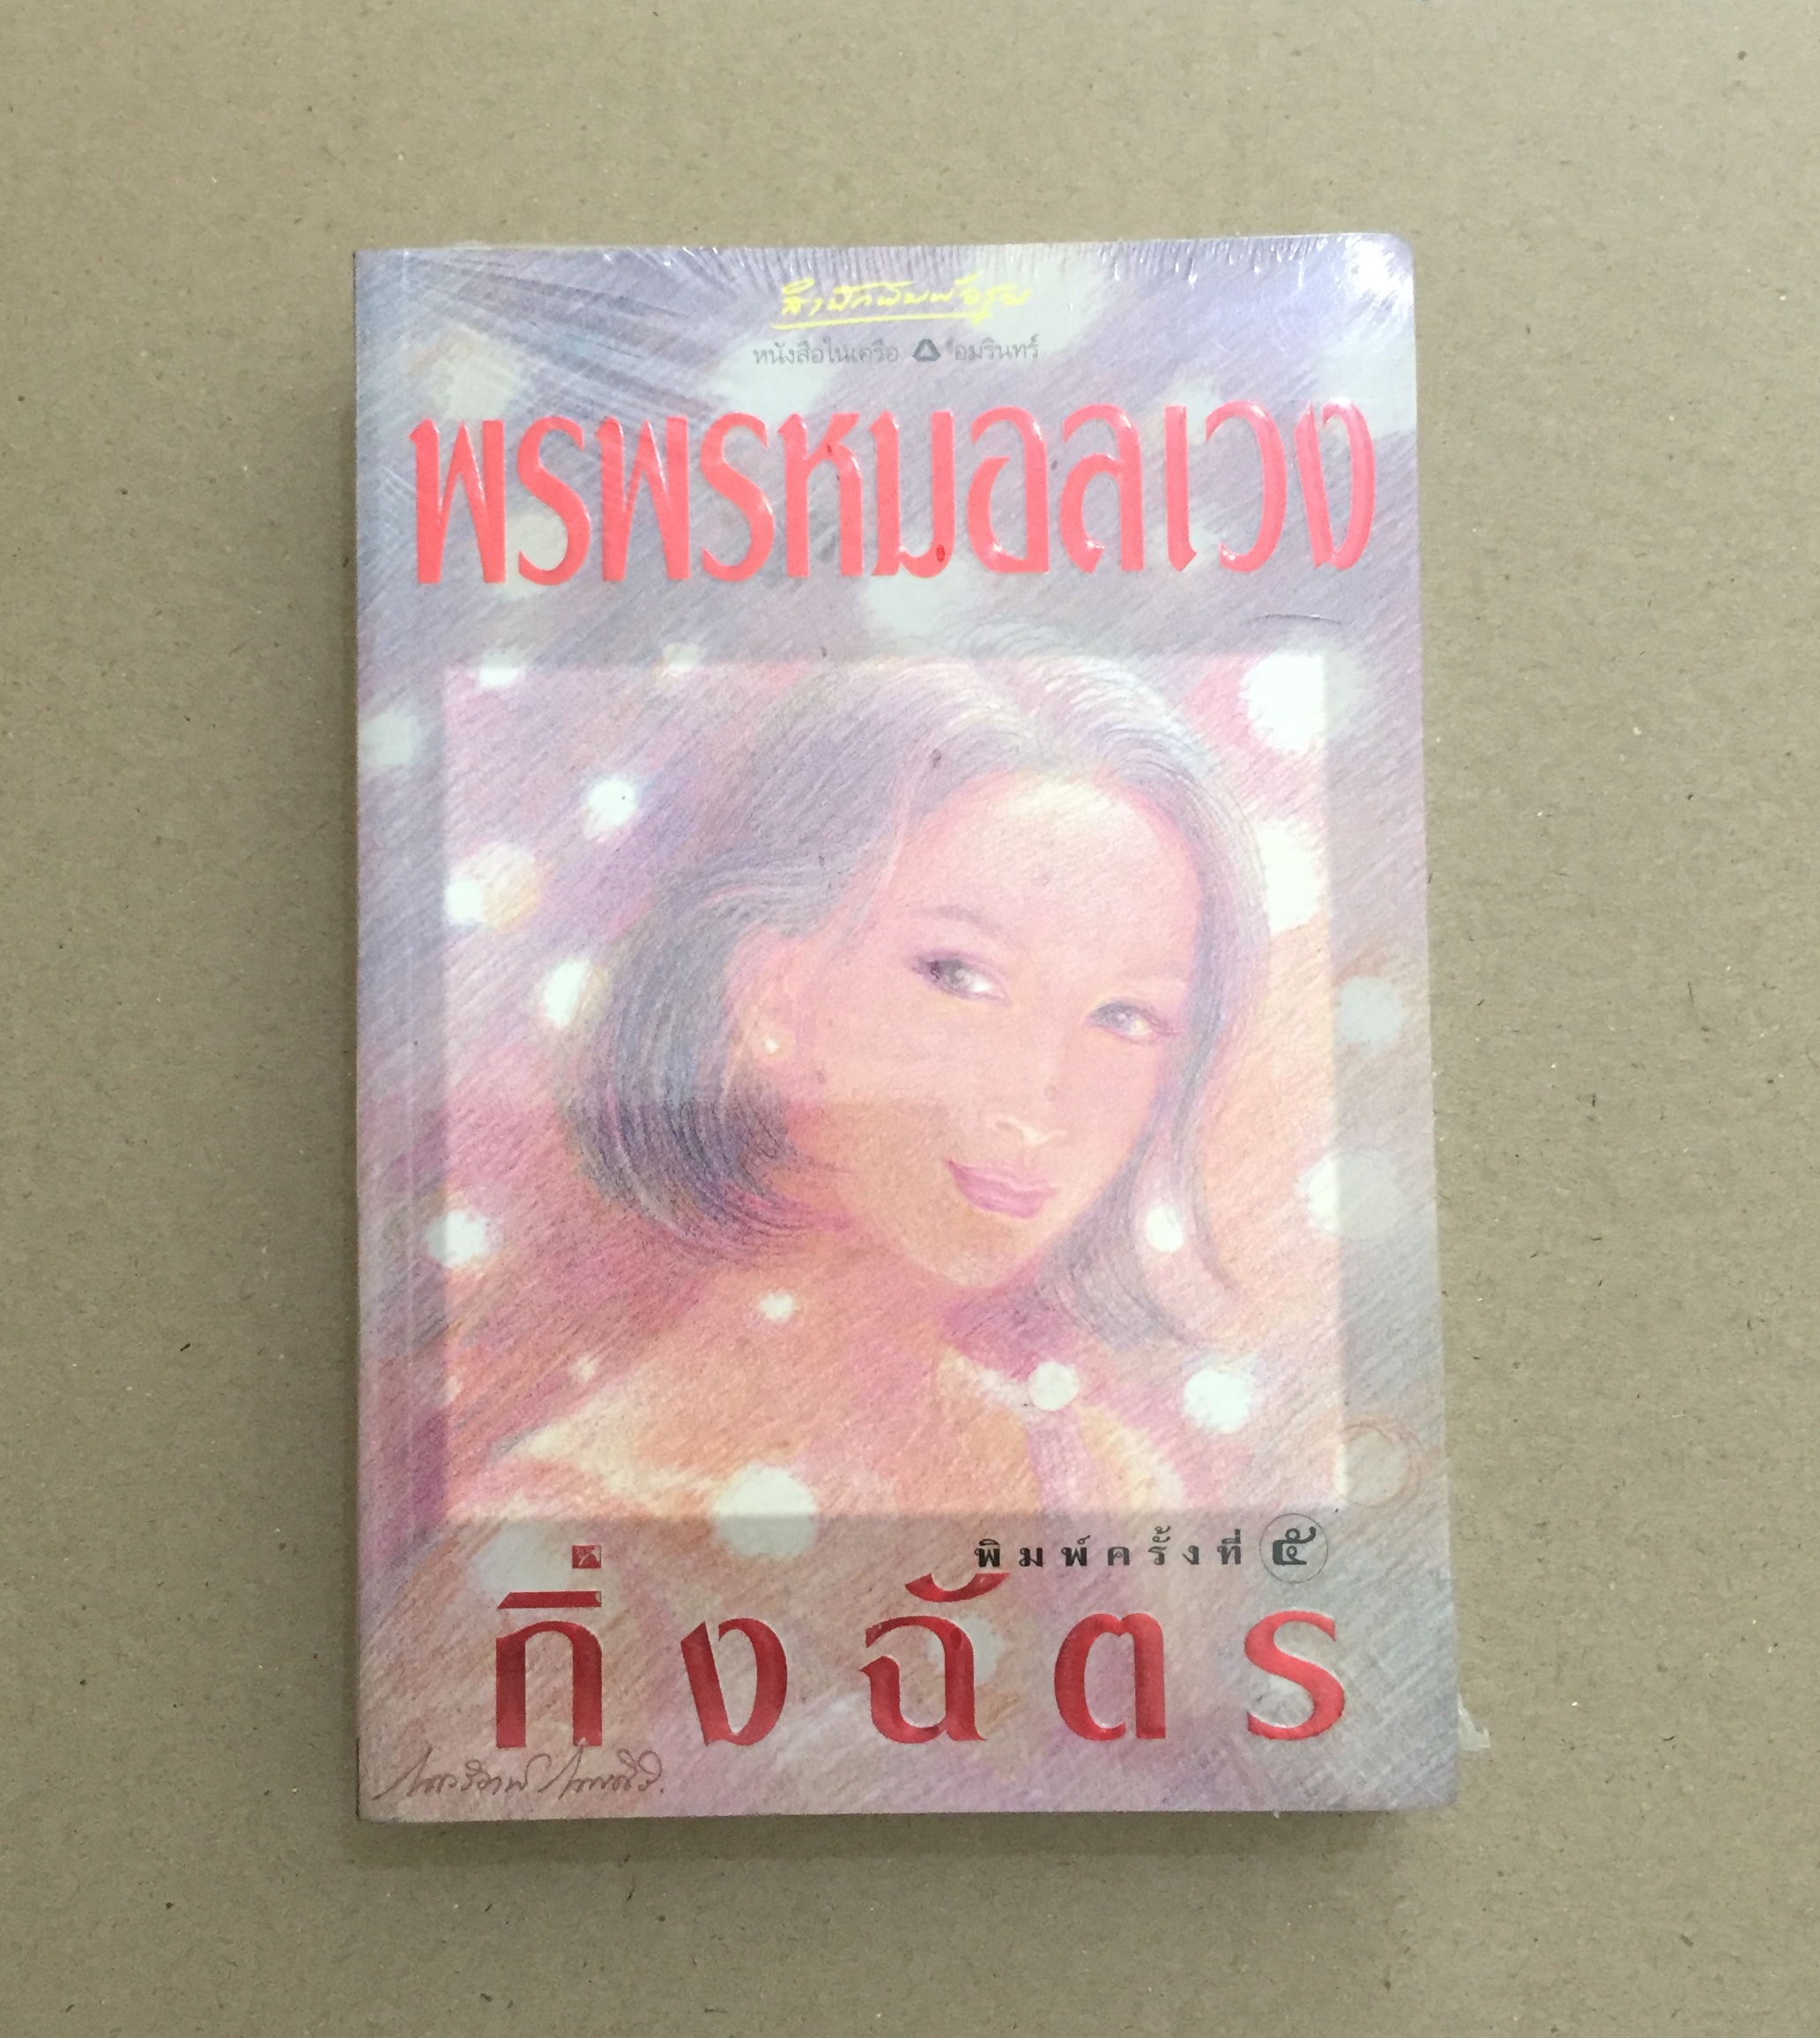 สำนักพิมพ์อรุณ
หนังสือในเครือ อมรินทร์
พรพรหมอลเวง
พิมพ์ครั้งที่ ๕
กิ่งฉัตร